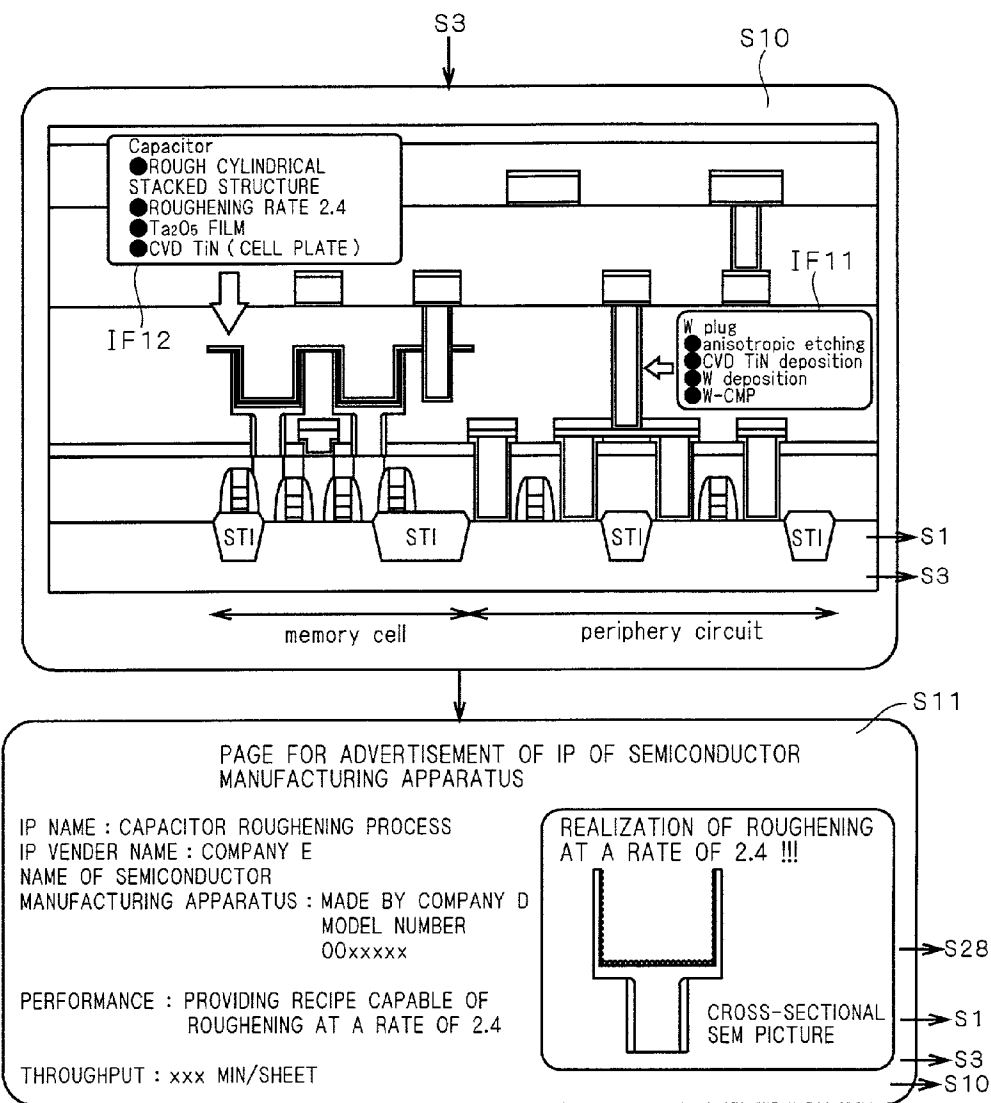 S3
S10
Capacitor
●ROUGH CYLINDRICAL
STACKED STRUCTURE
●ROUGHENING RATE 2.4
●Ta2O5 FILM
●CVD TiN (CELL PLATE)
IF12
IF11
W plug
●anisotropic etching
●CVD TiN deposition
●W deposition
●W-CMP
STI
STI
STI
STI
S1
S3
memory cell
periphery circuit
S11
PAGE FOR ADVERTISEMENT OF IP OF SEMICONDUCTOR
MANUFACTURING APPARATUS
IP NAME : CAPACITOR ROUGHENING PROCESS
IP VENDER NAME : COMPANY E
NAME OF SEMICONDUCTOR
MANUFACTURING APPARATUS : MADE BY COMPANY D
MODEL NUMBER
OOxxxxx
PERFORMANCE : PROVIDING RECIPE CAPABLE OF
ROUGHENING AT A RATE OF 2.4
THROUGHPUT : xxx MIN/SHEET
REALIZATION OF ROUGHENING
AT A RATE OF 2.4 !!!
CROSS-SECTIONAL
SEM PICTURE
S28
S1
S3
S10